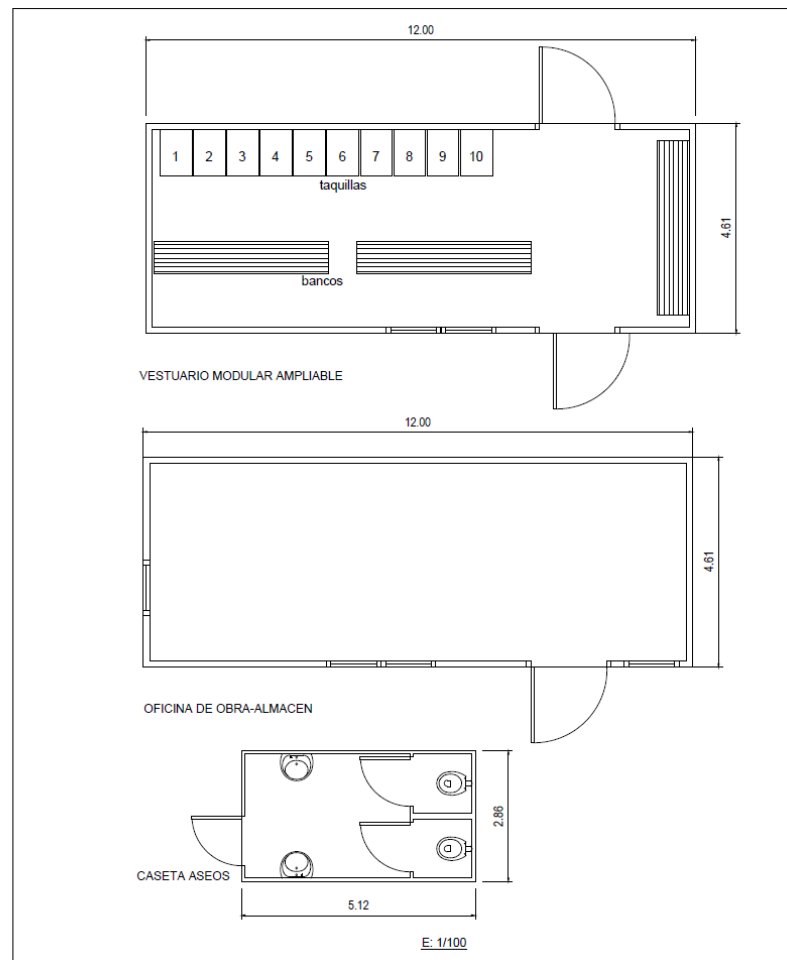 12.00
1 2 3 4 5 6 7 8 9 10
taquillas
4.61
bancos
VESTUARIO MODULAR AMPLIABLE
12.00
4.61
OFICINA DE OBRA-ALMACEN
2.86
CASETA ASEOS
5.12
E: 1/100